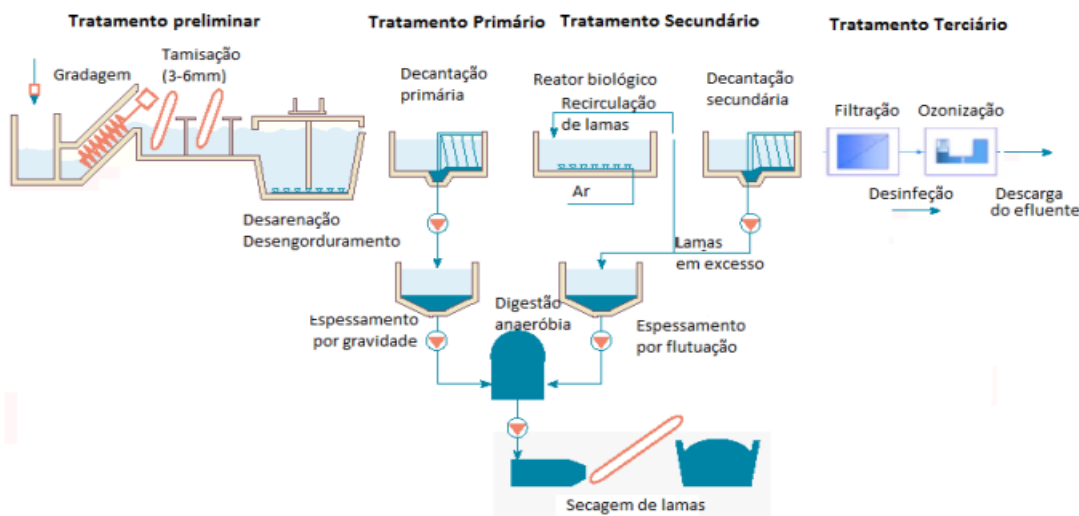 Tratamento preliminar
Tratamento Primário
Tratamento Secundário
Tratamento Terciário
Gradagem
Tamisação
(3-6mm)
Decantação
primária
Reator biológico
Recirculação
de lamas
Decantação
secundária
Filtração
Ozonização
Ar
Desinfeção
Descarga
do efluente
Desarenação
Desengorduramento
Lamas
em excesso
Espessamento
por gravidade
Digestão
anaeróbia
Espessamento
por flutuação
Secagem de lamas